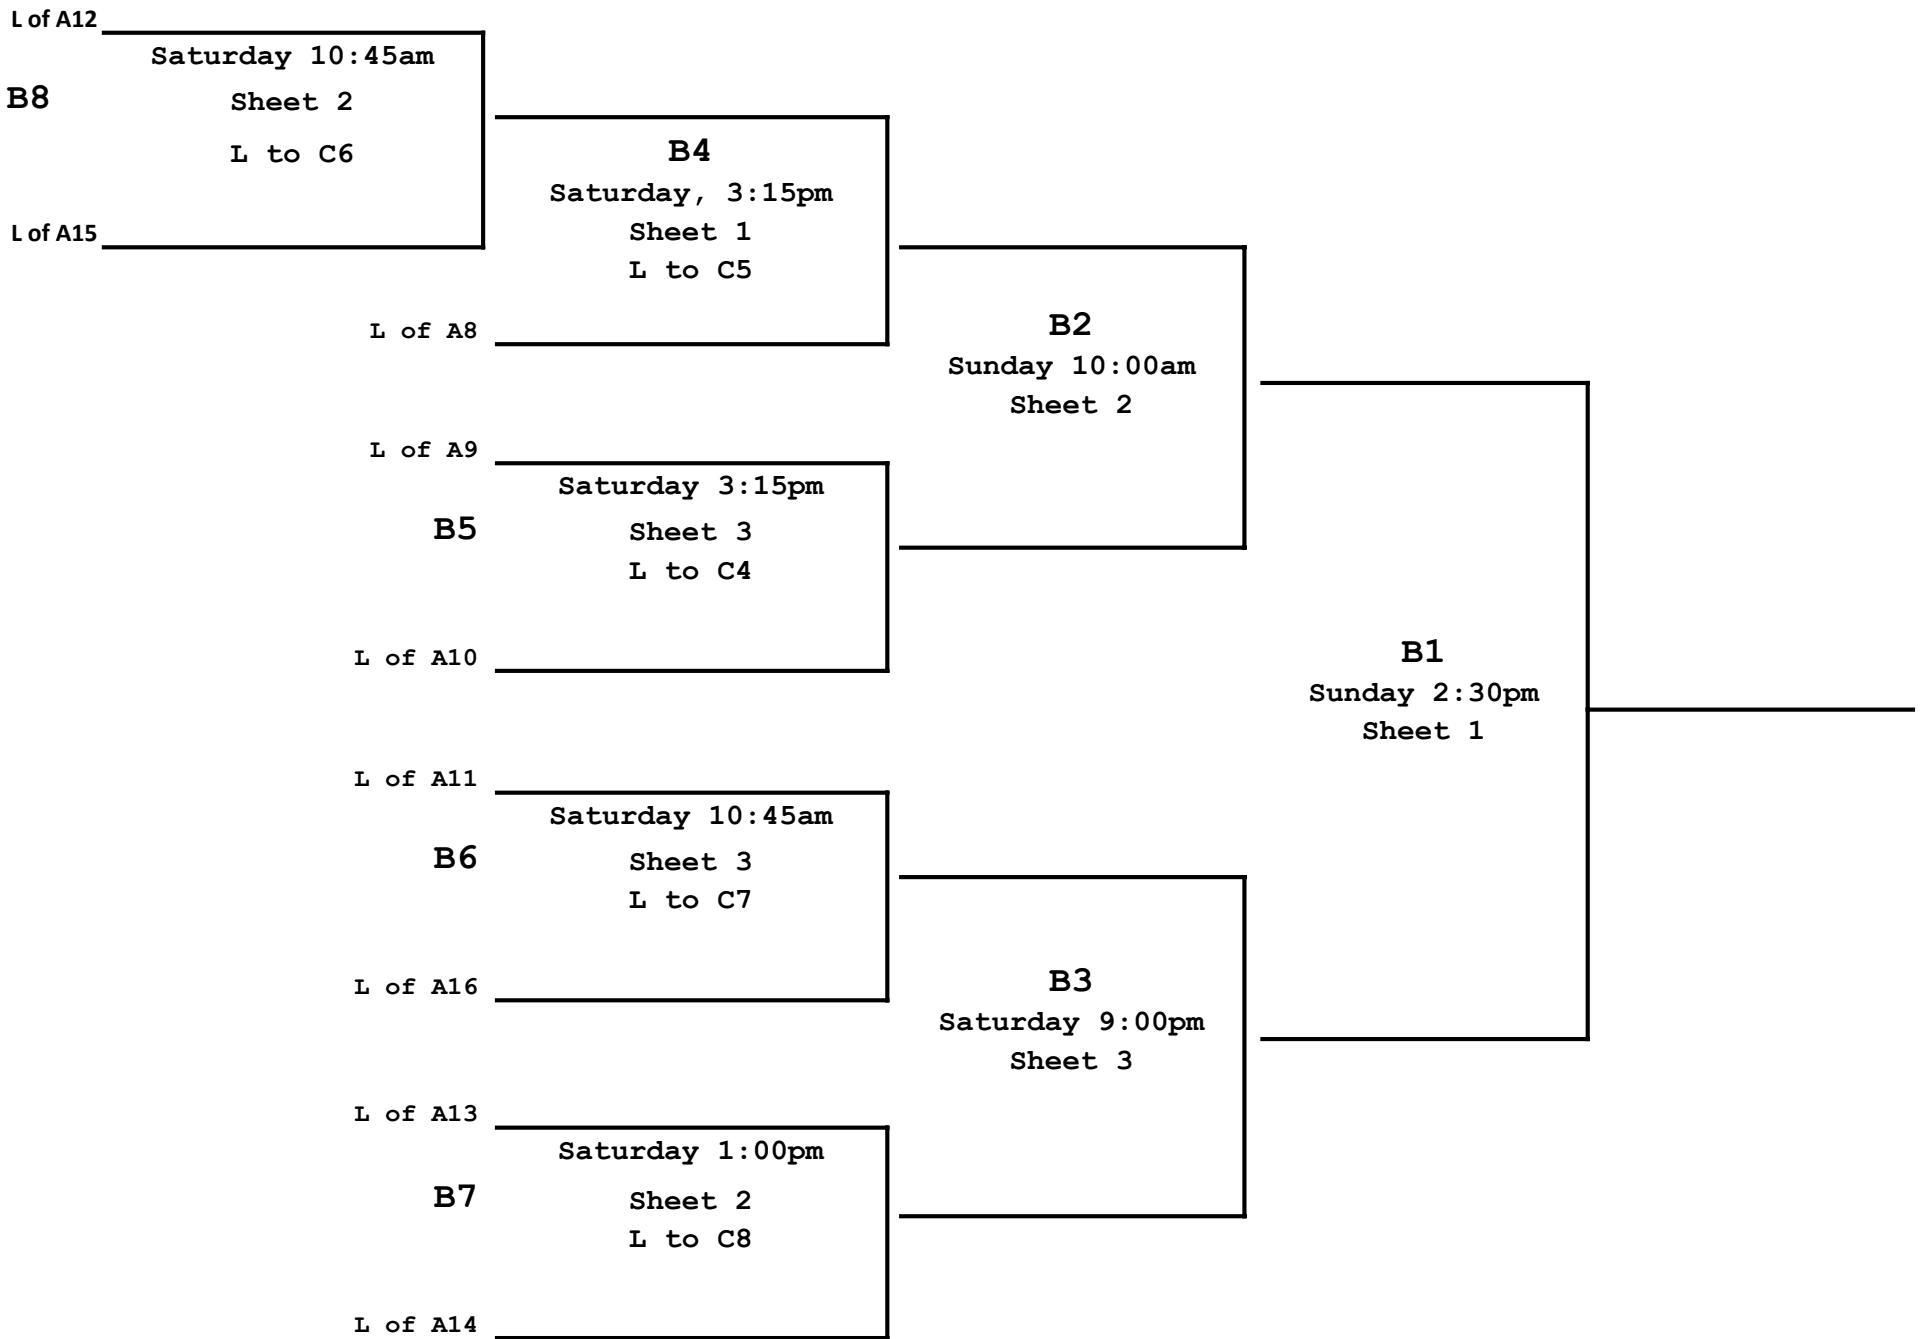 L of A12
Saturday 10:45am
B8
Sheet 2
L to C6
L of A15
B4
Saturday, 3:15pm
Sheet 1
L to C5
L of A8
B2
Sunday 10:00am
Sheet 2
L of A9
Saturday 3:15pm
B5
Sheet 3
L to C4
L of A10
B1
Sunday 2:30pm
Sheet 1
L of A11
Saturday 10:45am
B6
Sheet 3
L to C7
L of A16
B3
Saturday 9:00pm
Sheet 3
L of A13
Saturday 1:00pm
B7
Sheet 2
L to C8
L of A14